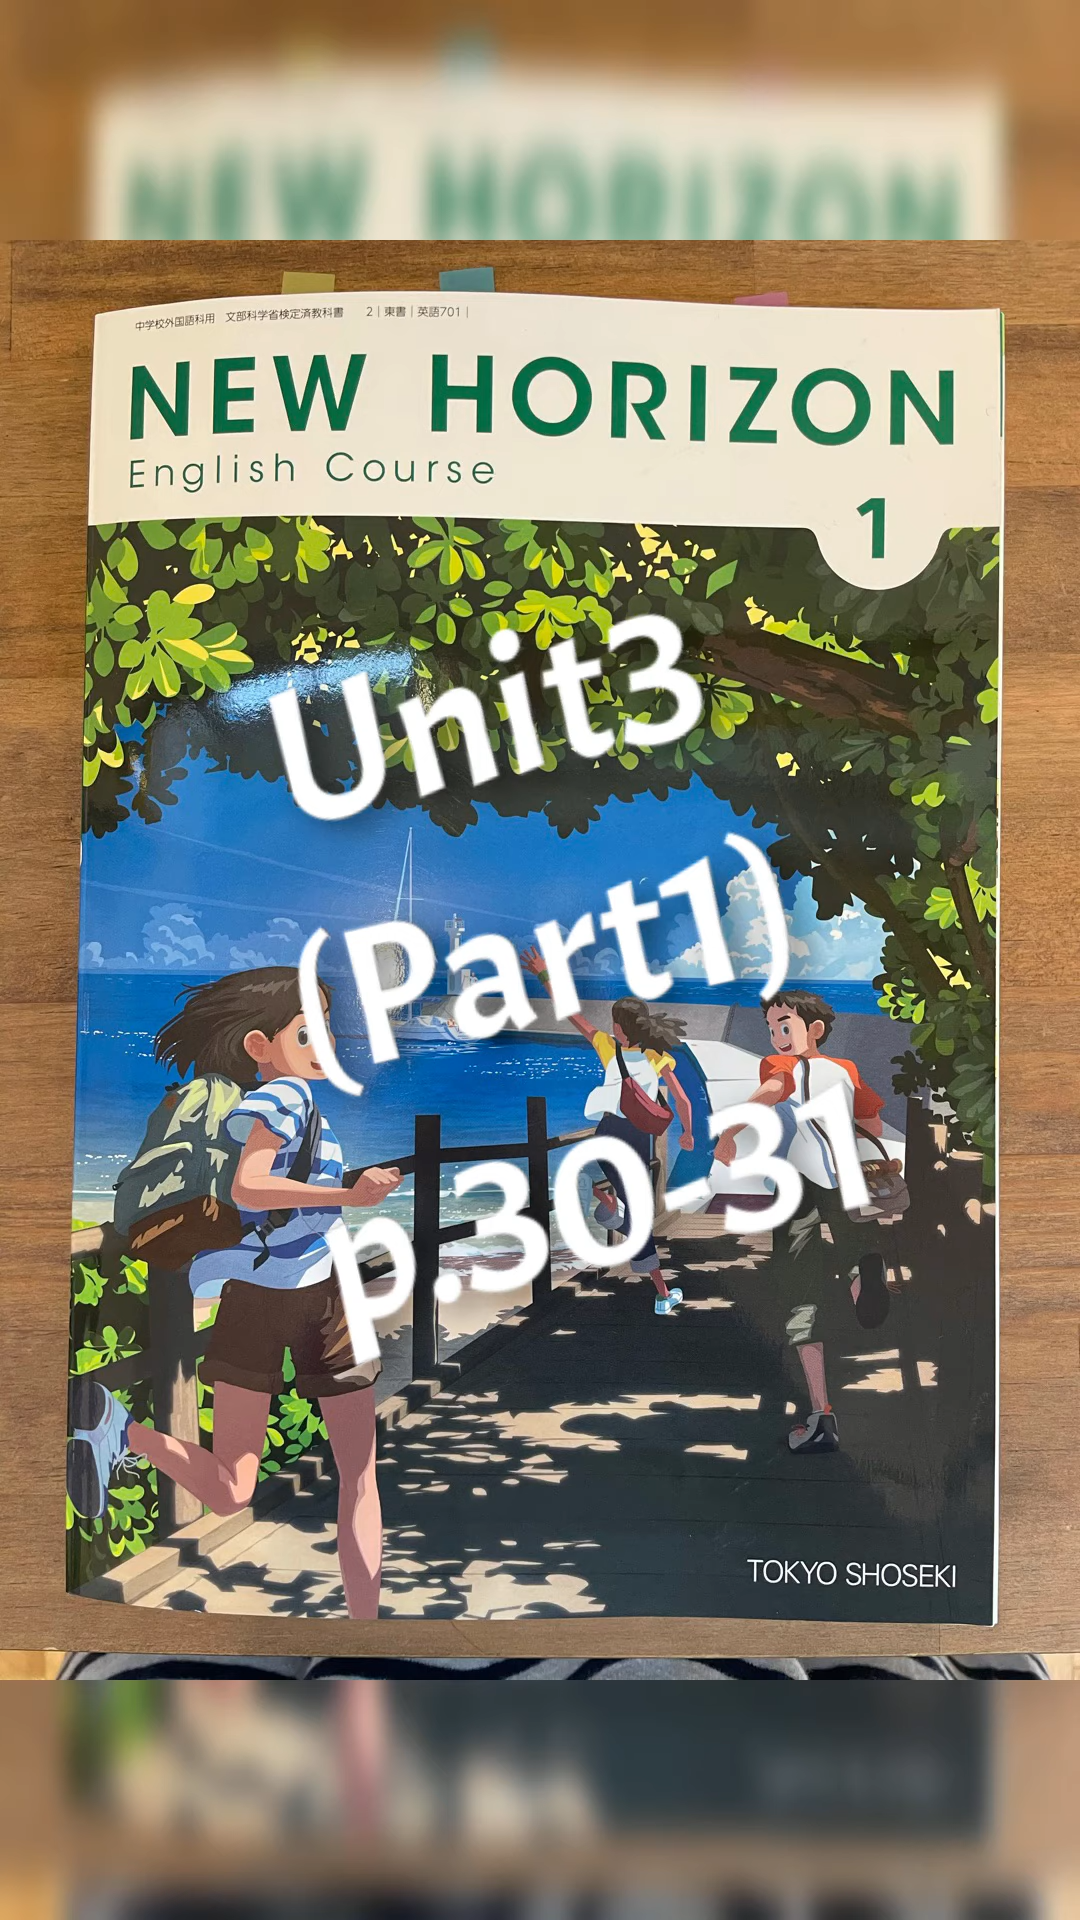 中学校外国語科用 文部科学省検定済教科書 2｜東書｜英語701｜
NEW HORIZON
English Course
1
Unit3
(Part1)
p.30-31
TOKYO SHOSEKI